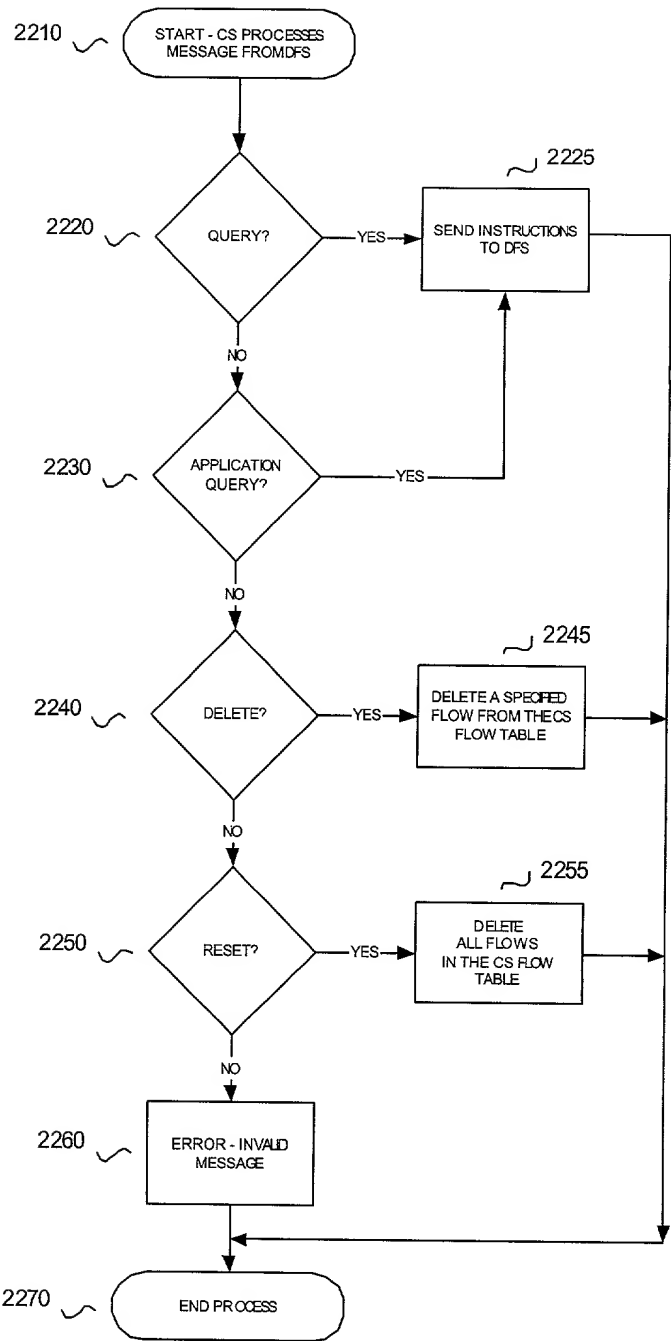 2210
START - CS PROCESSES
MESSAGE FROMDFS
2220
QUERY?
YES
2225
SEND INSTRUCTIONS
TO DFS
NO
2230
APPLICATION
QUERY?
YES
NO
2240
DELETE?
YES
2245
DELETE A SPECIFIED
FLOW FROM THE CS
FLOW TABLE
NO
2250
RESET?
YES
2255
DELETE
ALL FLOWS
IN THE CS FLOW
TABLE
NO
2260
ERROR - INVALID
MESSAGE
2270
END PROCESS